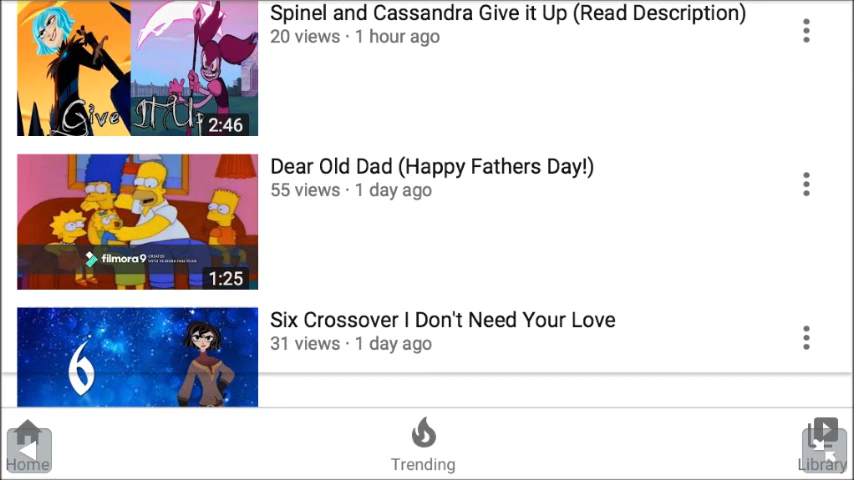 Spinel and Cassandra Give it Up (Read Description)
20 views · 1 hour ago
Give It Up
2:46
Dear Old Dad (Happy Fathers Day!)
55 views · 1 day ago
filmora9
1:25
Six Crossover I Don't Need Your Love
31 views · 1 day ago
6
Home
Trending
Library